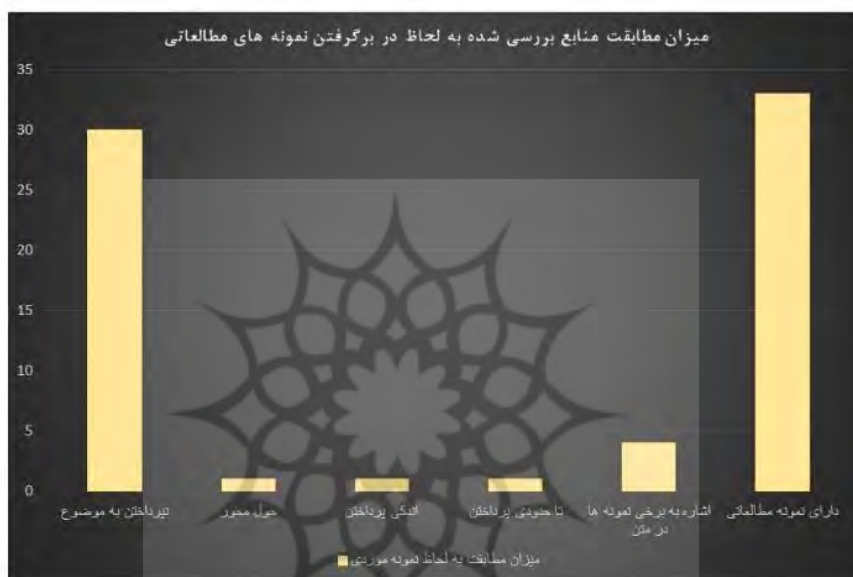 میزان مطابقت منابع بررسی شده به لحاظ در برگرفتن نمونه های مطالعاتی
35
30
25
20
15
10
5
0
نپرداختن به موضوع
حول محور
اندکی پرداختن
تا حدودی پرداختن
اشاره به برخی نمونه ها
در متن
دارای نمونه مطالعاتی
میزان مطابقت به لحاظ نمونه موردی